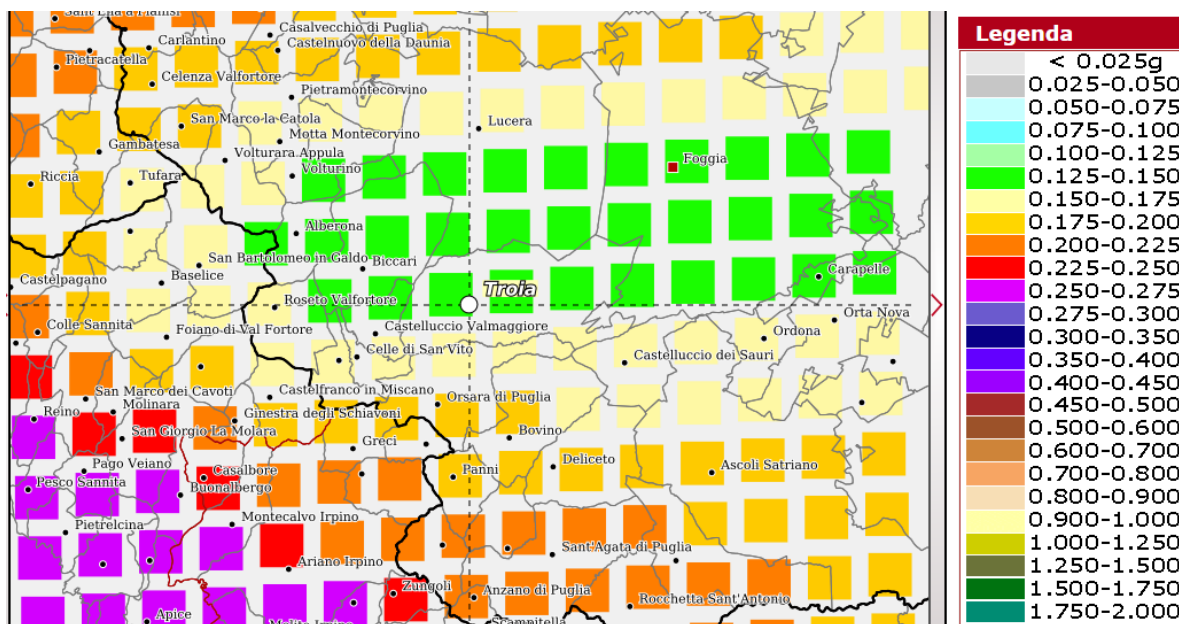 Sant'Elia a Pianisi
Casalvecchio di Puglia
Carlantino
Castelnuovo della Daunia
Pietracatella
Celenza Valfortore
Pietramontecorvino
San Marco la Catola
Lucera
Motta Montecorvino
Gambatesa
Volturara Appula
Foggia
Volturino
Riccia
Tufara
Alberona
San Bartolomeo in Galdo
Biccari
Baselice
Castelpagano
Carapelle
Troia
Roseto Valfortore
Orta Nova
Colle Sannita
Foiano di Val Fortore
Castelluccio Valmaggiore
Ordona
Celle di San Vito
Castelluccio dei Sauri
San Marco dei Cavoti
Castelfranco in Miscano
Orsara di Puglia
Reino
Molinara
Ginestra degli Schiavoni
San Giorgio La Molara
Bovino
Greci
Pago Veiano
Casalbore
Panni
Deliceto
Ascoli Satriano
Pesco Sannita
Buonalbergo
Pietrelcina
Montecalvo Irpino
Ariano Irpino
Sant'Agata di Puglia
Zungoli
Anzano di Puglia
Rocchetta Sant'Antonio
Apice
Melito Irpino
Scampitella
Legenda
< 0.025g
0.025-0.050
0.050-0.075
0.075-0.100
0.100-0.125
0.125-0.150
0.150-0.175
0.175-0.200
0.200-0.225
0.225-0.250
0.250-0.275
0.275-0.300
0.300-0.350
0.350-0.400
0.400-0.450
0.450-0.500
0.500-0.600
0.600-0.700
0.700-0.800
0.800-0.900
0.900-1.000
1.000-1.250
1.250-1.500
1.500-1.750
1.750-2.000